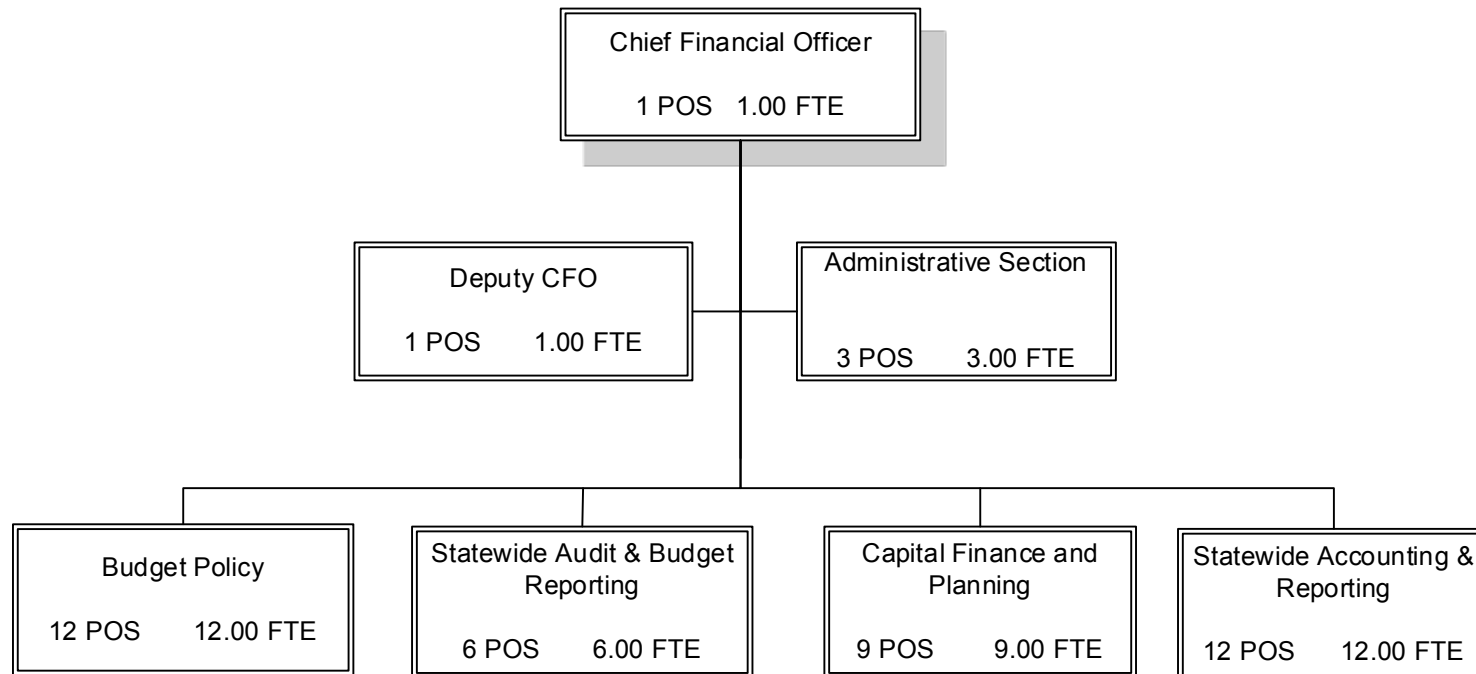 Chief Financial Officer
1 POS 1.00 FTE
Deputy CFO
1 POS 1.00 FTE
Administrative Section
3 POS 3.00 FTE
Budget Policy
12 POS 12.00 FTE
Statewide Audit & Budget
Reporting
6 POS 6.00 FTE
Capital Finance and
Planning
9 POS 9.00 FTE
Statewide Accounting &
Reporting
12 POS 12.00 FTE